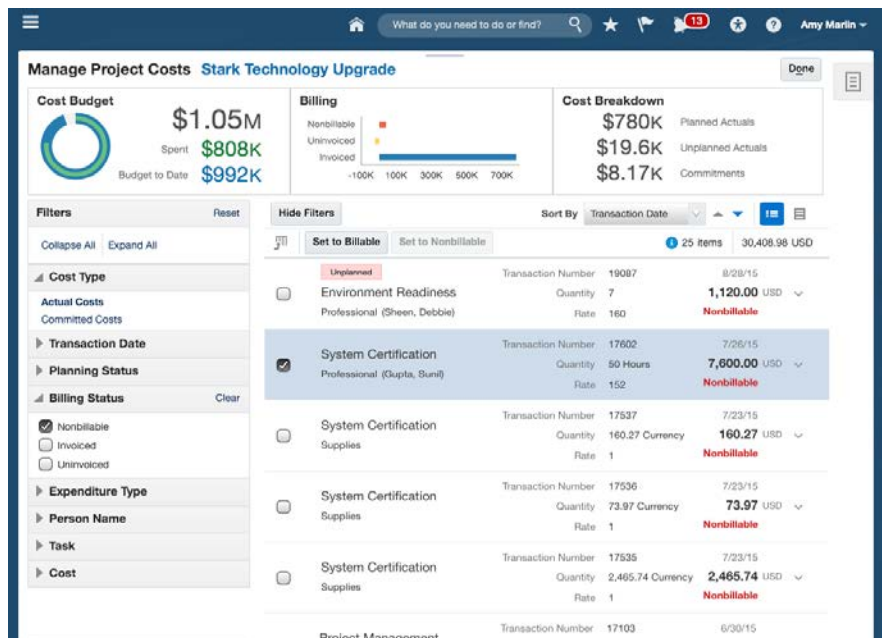 What do you need to do or find?
13
Amy Marlin
Manage Project Costs Stark Technology Upgrade
Done
Cost Budget
$1.05M
Spent $808K
Budget to Date $992K
Billing
Nonbillable
Uninvoiced
Invoiced
-100K 100K 300K 500K 700K
Cost Breakdown
$780K Planned Actuals
$19.6K Unplanned Actuals
$8.17K Commitments
Filters Reset
Collapse All Expand All
Cost Type
Actual Costs
Committed Costs
Transaction Date
Planning Status
Billing Status Clear
Nonbillable
Invoiced
Uninvoiced
Expenditure Type
Person Name
Task
Cost
Hide Filters Sort By Transaction Date
Set to Billable Set to Nonbillable 25 items 30,408.98 USD
Unplanned Transaction Number 19087 8/28/15
Environment Readiness Quantity 7 1,120.00 USD
Professional (Sheen, Debbie) Rate 160 Nonbillable
Transaction Number 17602 7/26/15
System Certification Quantity 50 Hours 7,600.00 USD
Professional (Gupta, Sunil) Rate 152 Nonbillable
Transaction Number 17537 7/23/15
System Certification Quantity 160.27 Currency 160.27 USD
Supplies Rate 1 Nonbillable
Transaction Number 17536 7/23/15
System Certification Quantity 73.97 Currency 73.97 USD
Supplies Rate 1 Nonbillable
Transaction Number 17535 7/23/15
System Certification Quantity 2,465.74 Currency 2,465.74 USD
Supplies Rate 1 Nonbillable
Transaction Number 17103 6/30/15
Project Management